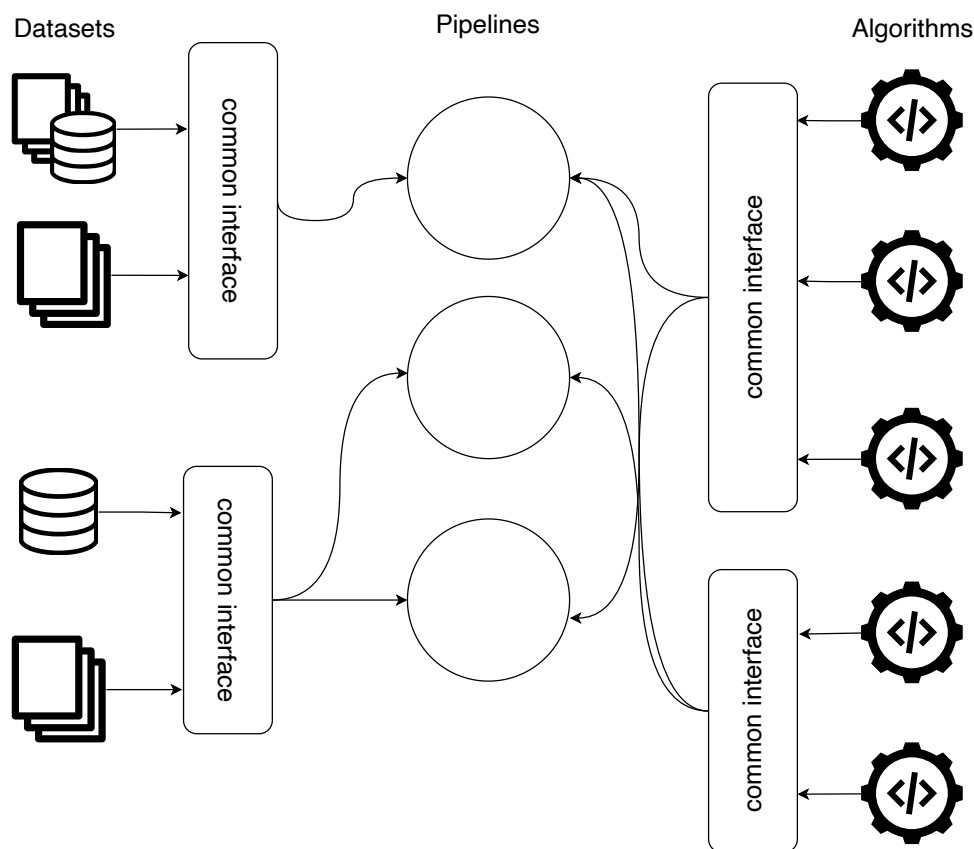 Datasets
Pipelines
Algorithms
common interface
common interface
common interface
common interface